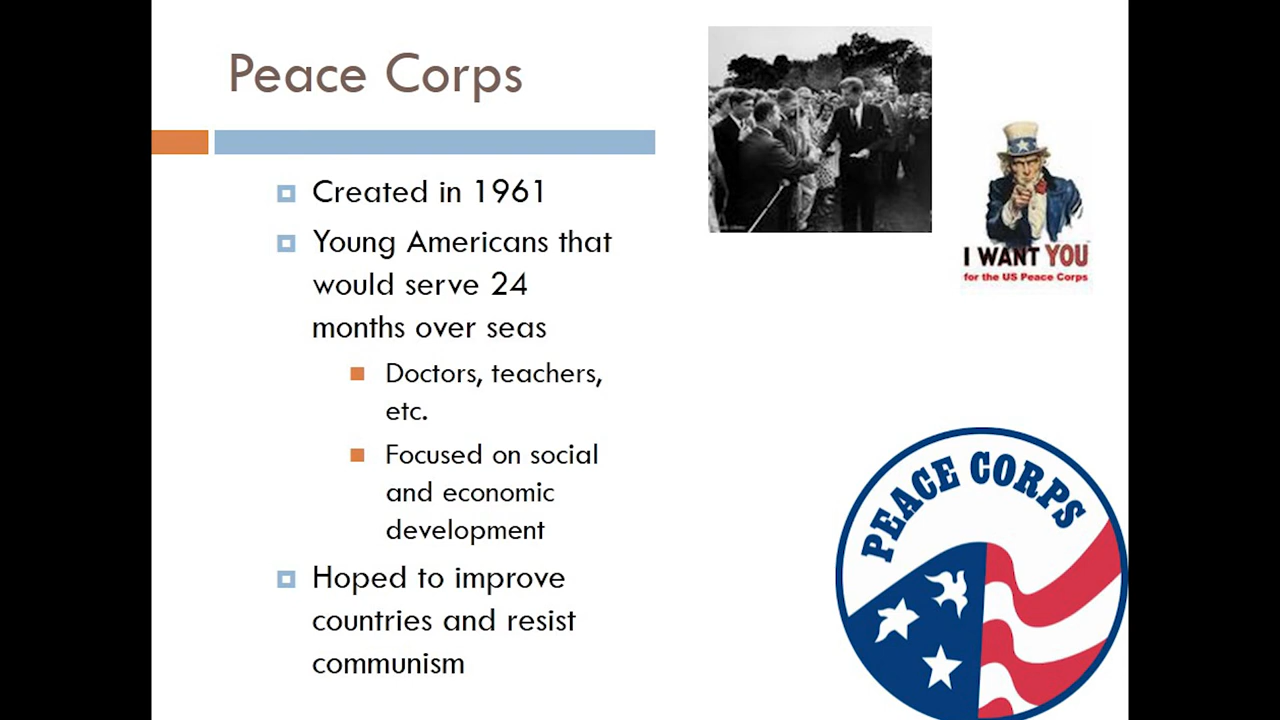 Peace Corps
Created in 1961
Young Americans that
would serve 24
months over seas
Doctors, teachers,
etc.
Focused on social
and economic
development
Hoped to improve
countries and resist
communism
I WANT YOU
for the US Peace Corps
PEACE CORPS